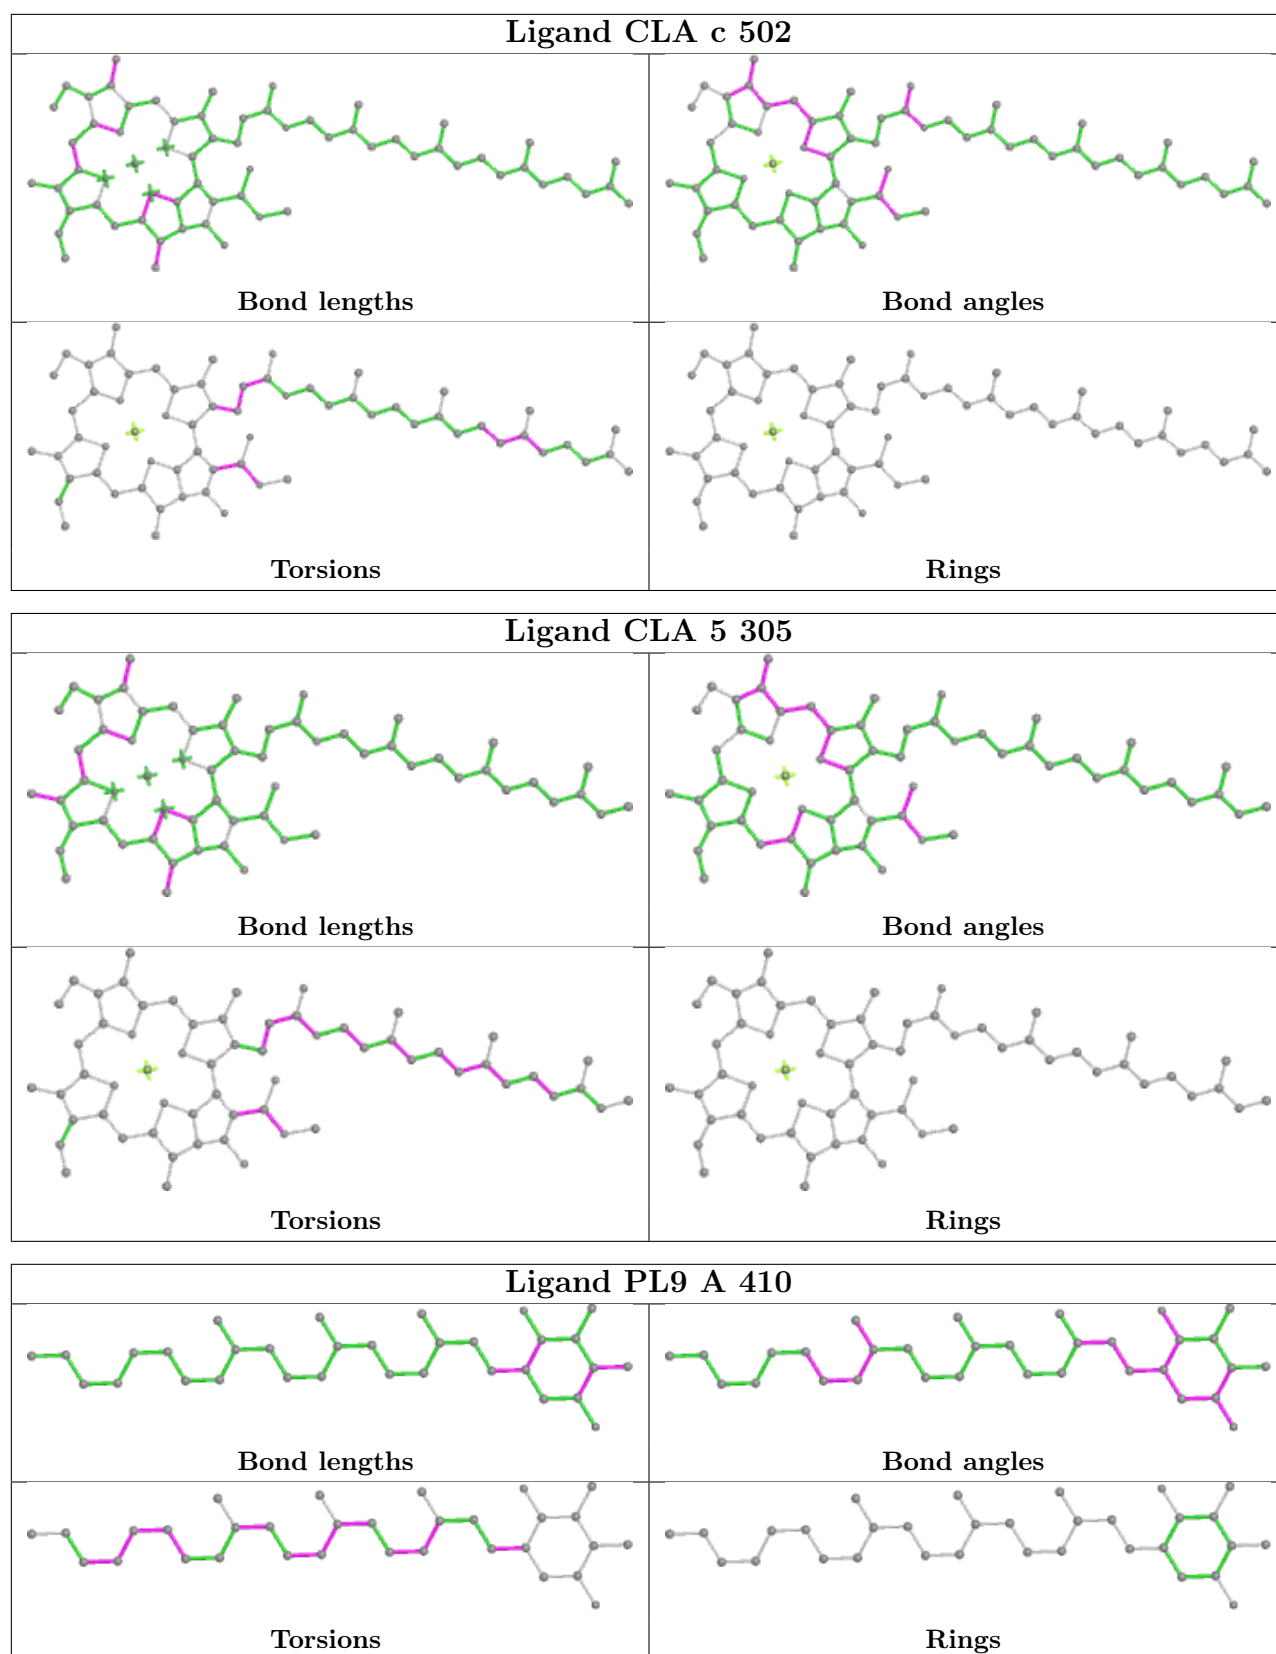 Ligand CLA c 502
Bond lengths
Bond angles
Torsions
Rings
Ligand CLA 5 305
Bond lengths
Bond angles
Torsions
Rings
Ligand PL9 A 410
Bond lengths
Bond angles
Torsions
Rings